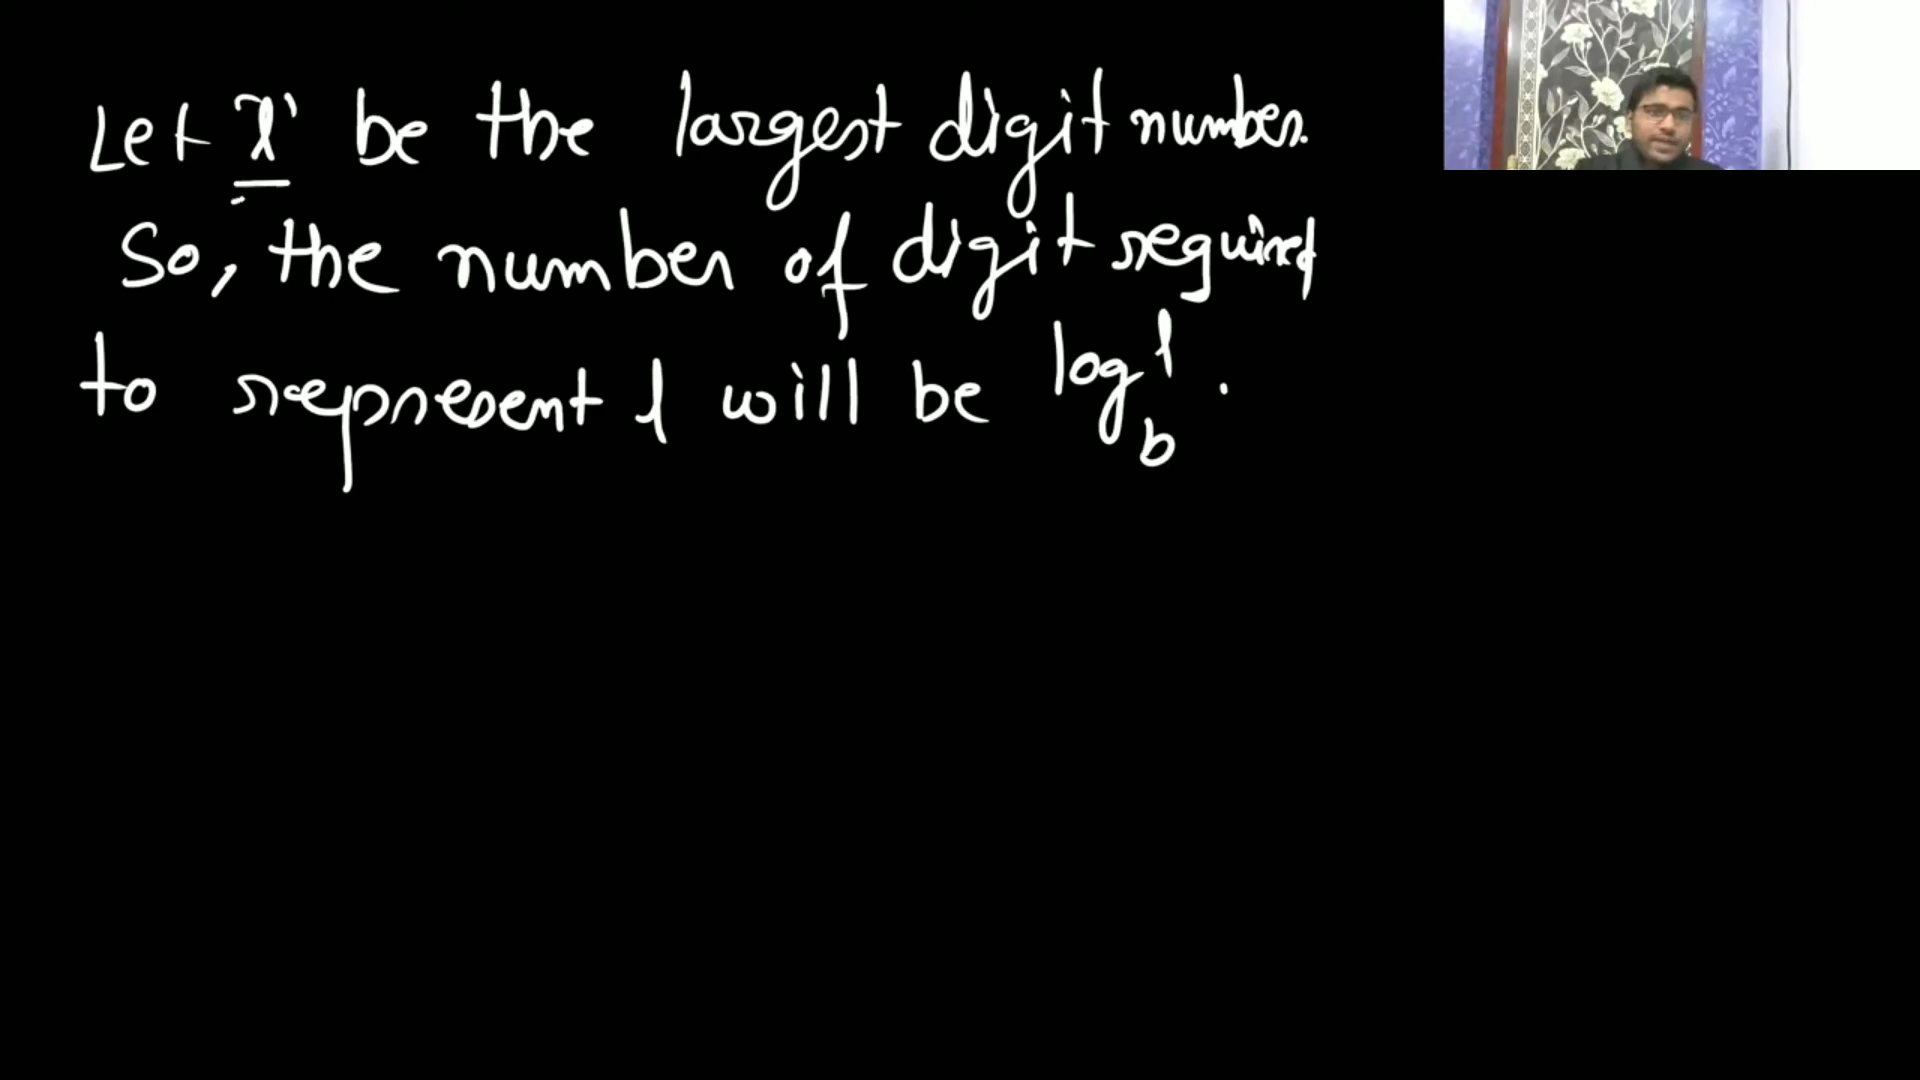 Let 'l' be the largest digit number.
So, the number of digit required
to represent l will be log_b^l.